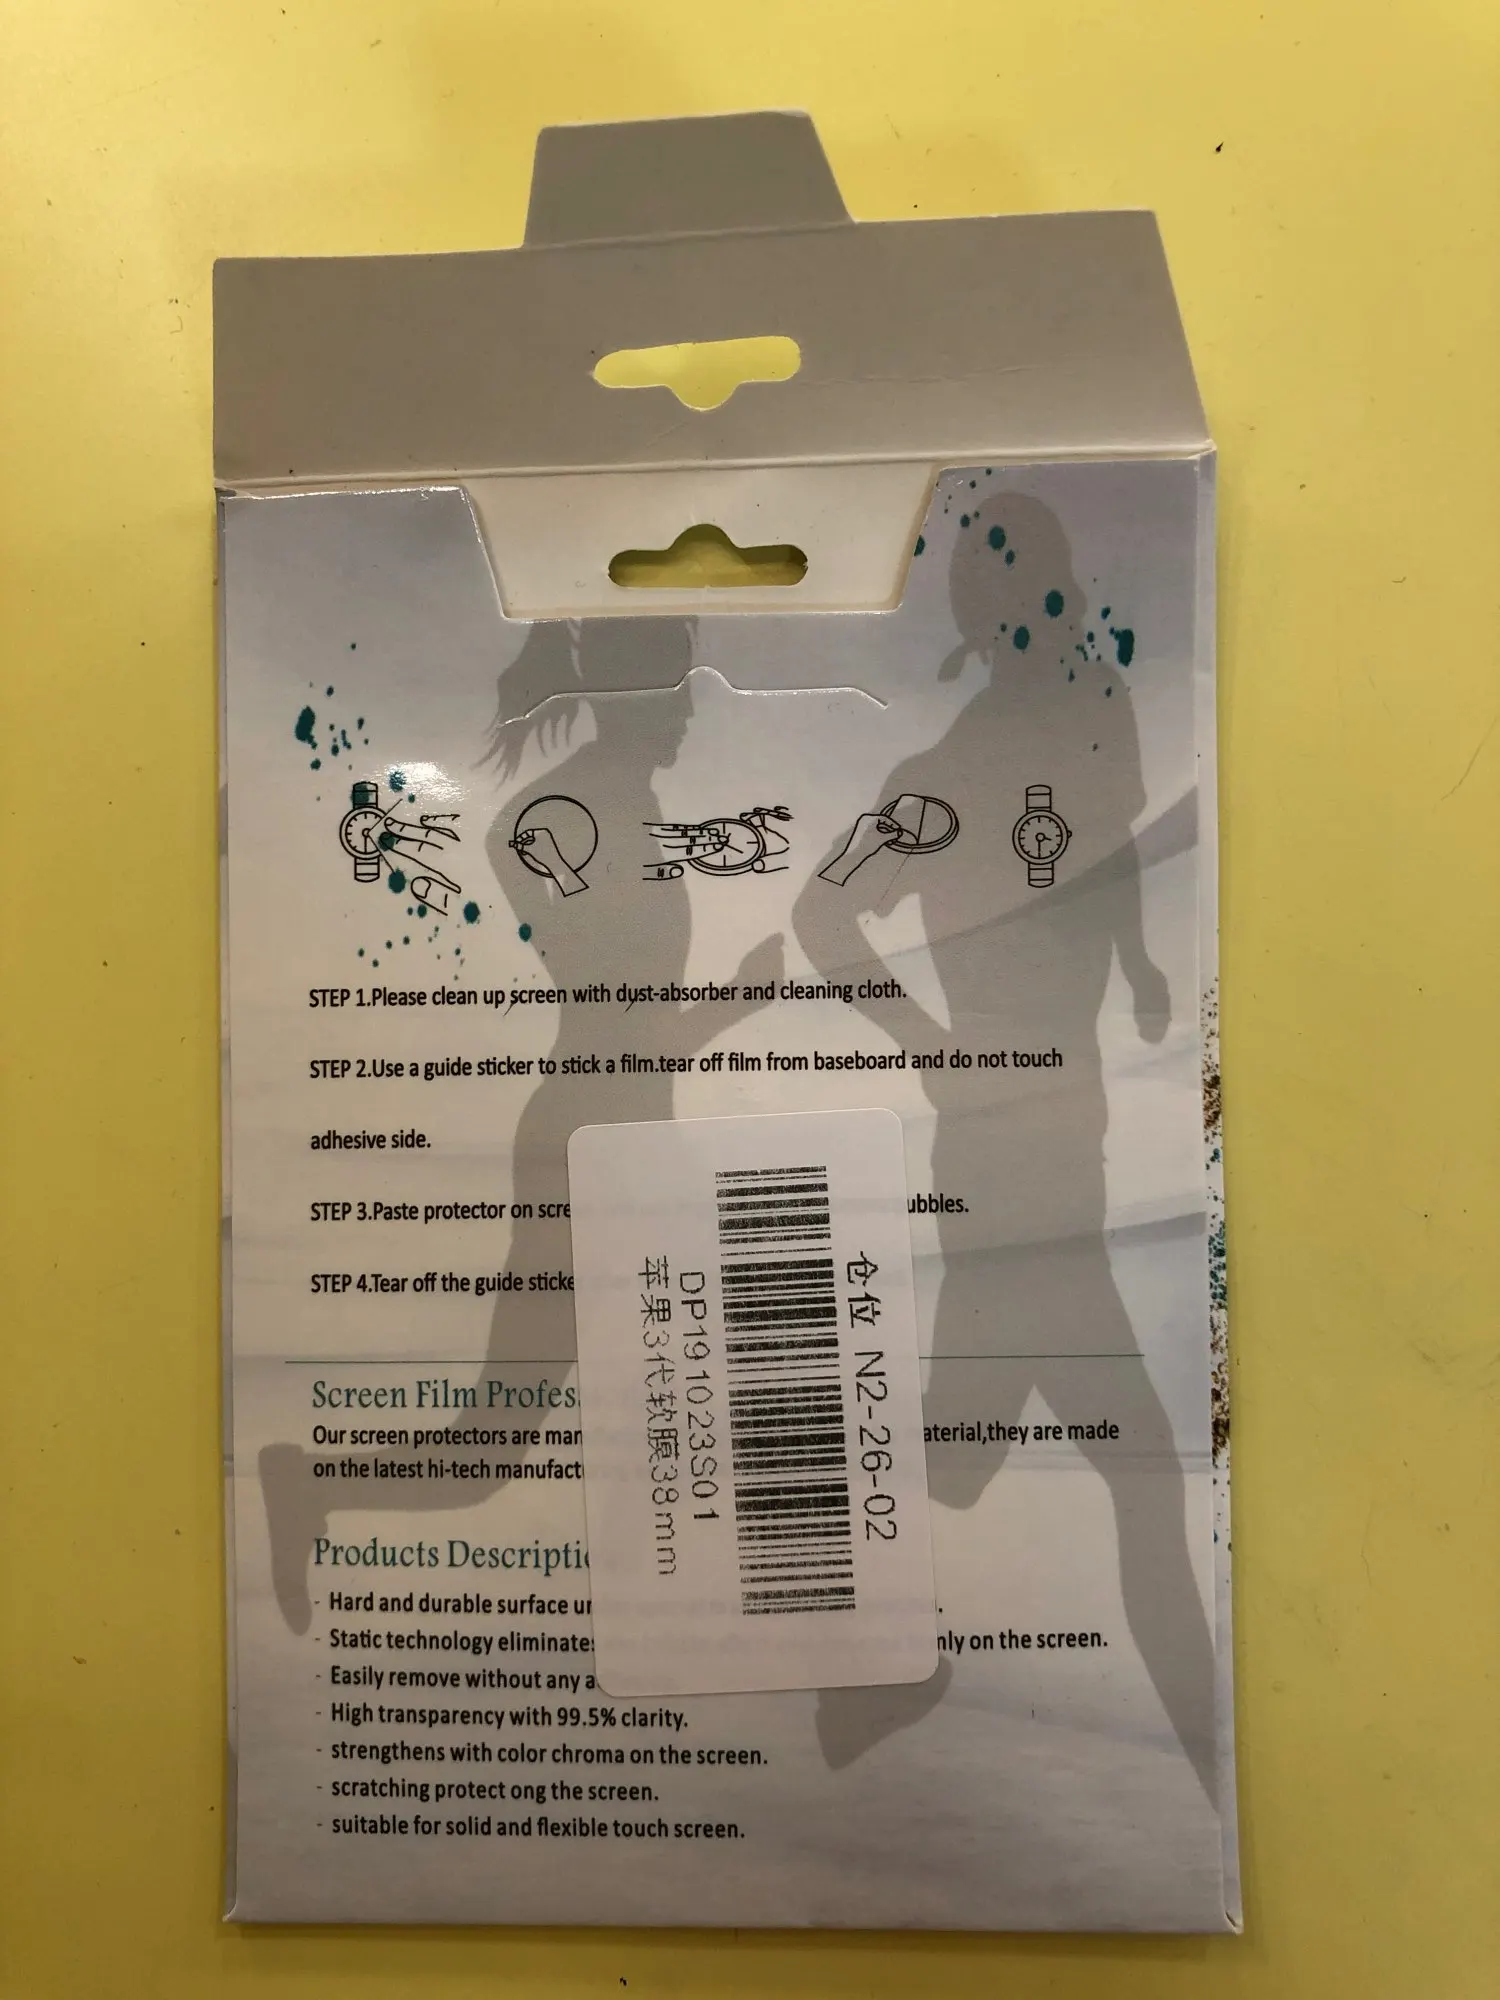 STEP 1.Please clean up screen with dust-absorber and cleaning cloth.
STEP 2.Use a guide sticker to stick a film.tear off film from baseboard and do not touch
adhesive side.
STEP 3.Paste protector on scre ubbles.
STEP 4.Tear off the guide sticke
Screen Film Profes
Our screen protectors are man aterial,they are made
on the latest hi-tech manufact
Products Descripti
- Hard and durable surface un .
- Static technology eliminates nly on the screen.
- Easily remove without any a
- High transparency with 99.5% clarity.
- strengthens with color chroma on the screen.
- scratching protect ong the screen.
- suitable for solid and flexible touch screen.
仓位 N2-26-02
DP191023S01
苹果3代软膜38mm